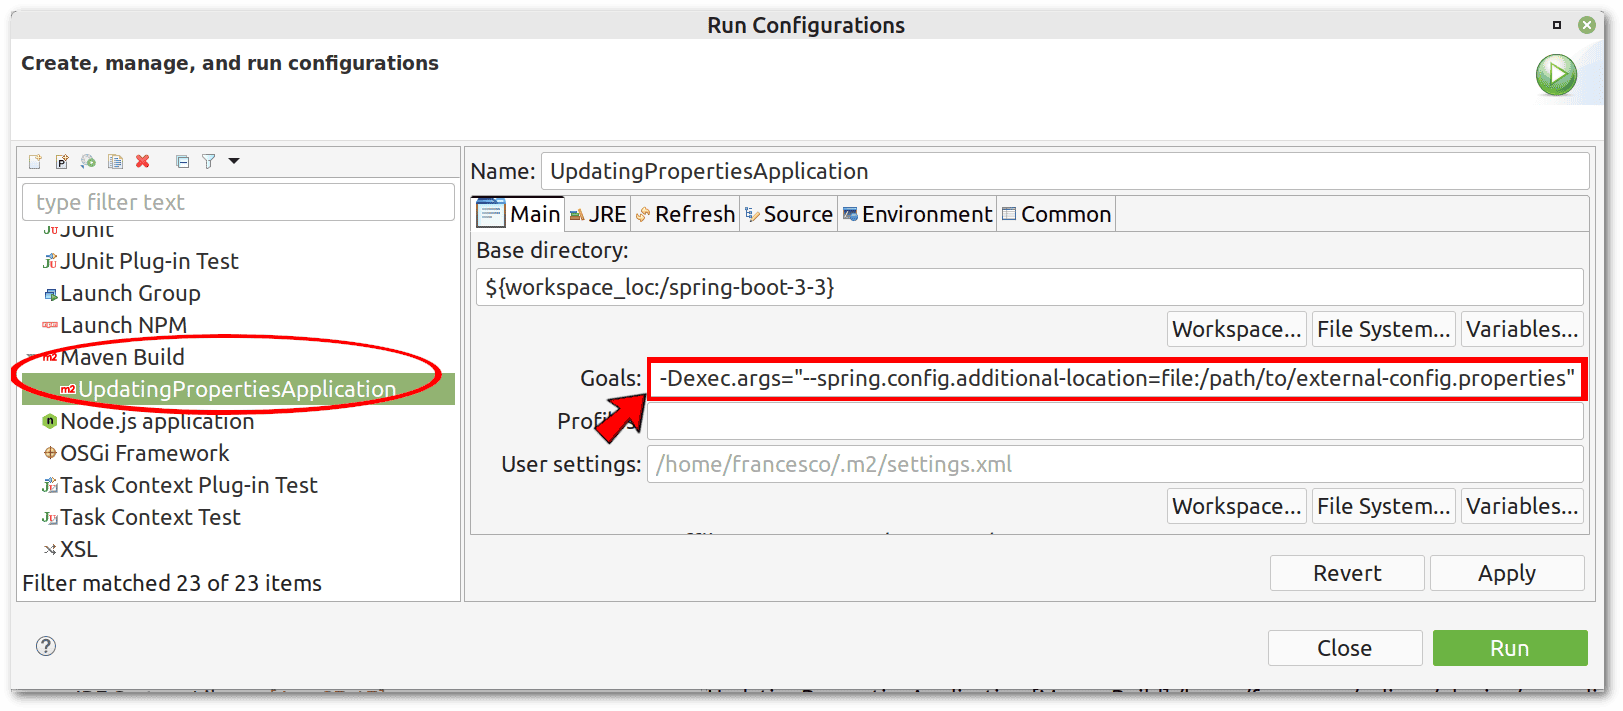 Run Configurations
Create, manage, and run configurations
type filter text
JUnit
JUnit Plug-in Test
Launch Group
Launch NPM
Maven Build
UpdatingPropertiesApplication
Node.js application
OSGi Framework
Task Context Plug-in Test
Task Context Test
XSL
Filter matched 23 of 23 items
Name: UpdatingPropertiesApplication
Main JRE Refresh Source Environment Common
Base directory:
${workspace_loc:/spring-boot-3-3}
Workspace... File System... Variables...
Goals: -Dexec.args="--spring.config.additional-location=file:/path/to/external-config.properties"
User settings: /home/francesco/.m2/settings.xml
Workspace... File System... Variables...
Revert Apply
Close Run